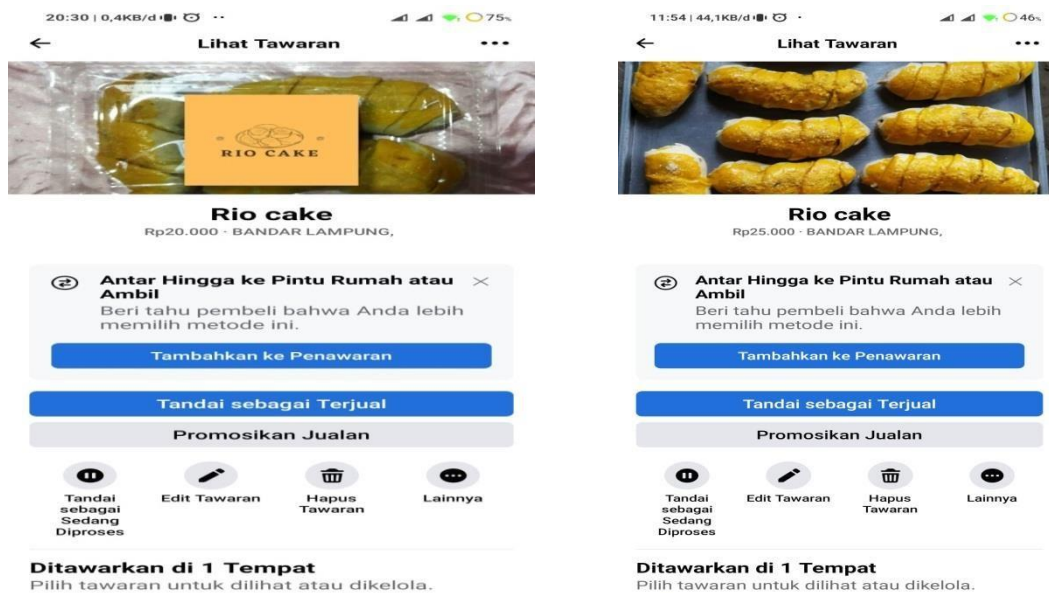 20:30 | 0,4KB/d
75%
Lihat Tawaran
RIO CAKE
Rio cake
Rp20.000 · BANDAR LAMPUNG,
Antar Hingga ke Pintu Rumah atau
Ambil
Beri tahu pembeli bahwa Anda lebih
memilih metode ini.
Tambahkan ke Penawaran
Tandai sebagai Terjual
Promosikan Jualan
Tandai
sebagai
Sedang
Diproses
Edit Tawaran
Hapus
Tawaran
Lainnya
Ditawarkan di 1 Tempat
Pilih tawaran untuk dilihat atau dikelola.
11:54 | 44,1KB/d
46%
Lihat Tawaran
Rio cake
Rp25.000 · BANDAR LAMPUNG,
Antar Hingga ke Pintu Rumah atau
Ambil
Beri tahu pembeli bahwa Anda lebih
memilih metode ini.
Tambahkan ke Penawaran
Tandai sebagai Terjual
Promosikan Jualan
Tandai
sebagai
Sedang
Diproses
Edit Tawaran
Hapus
Tawaran
Lainnya
Ditawarkan di 1 Tempat
Pilih tawaran untuk dilihat atau dikelola.